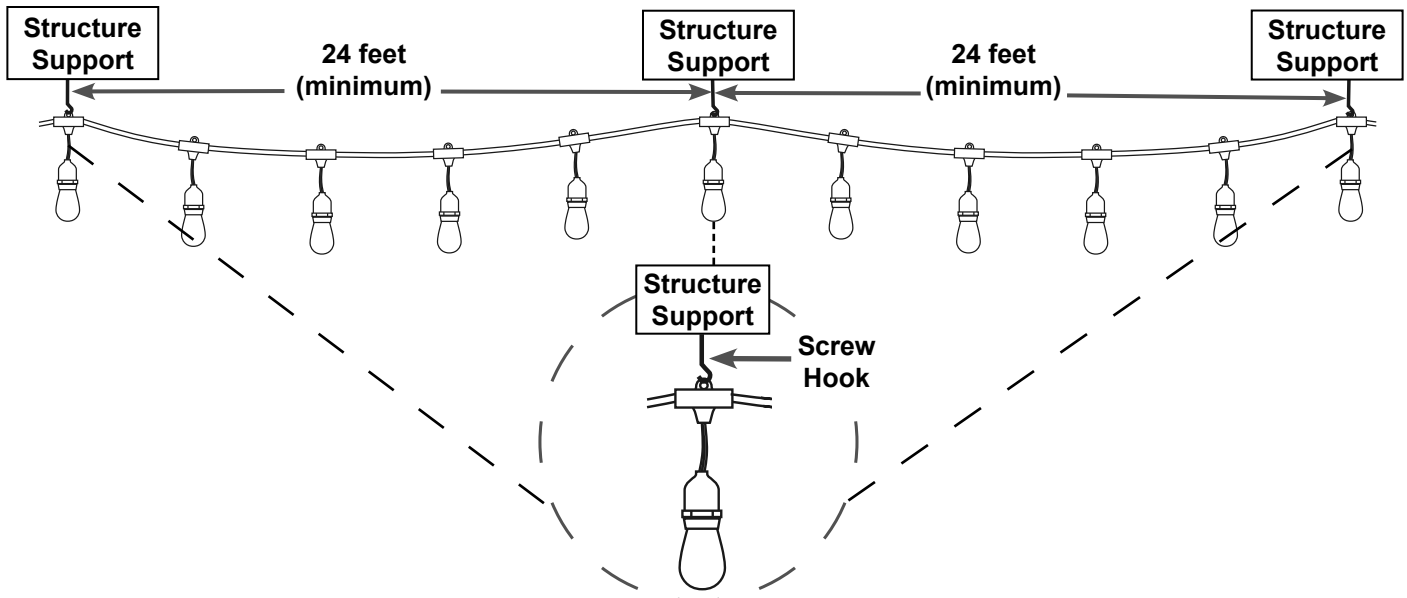 Structure
Support
24 feet
(minimum)
Structure
Support
24 feet
(minimum)
Structure
Support
Structure
Support
Screw
Hook